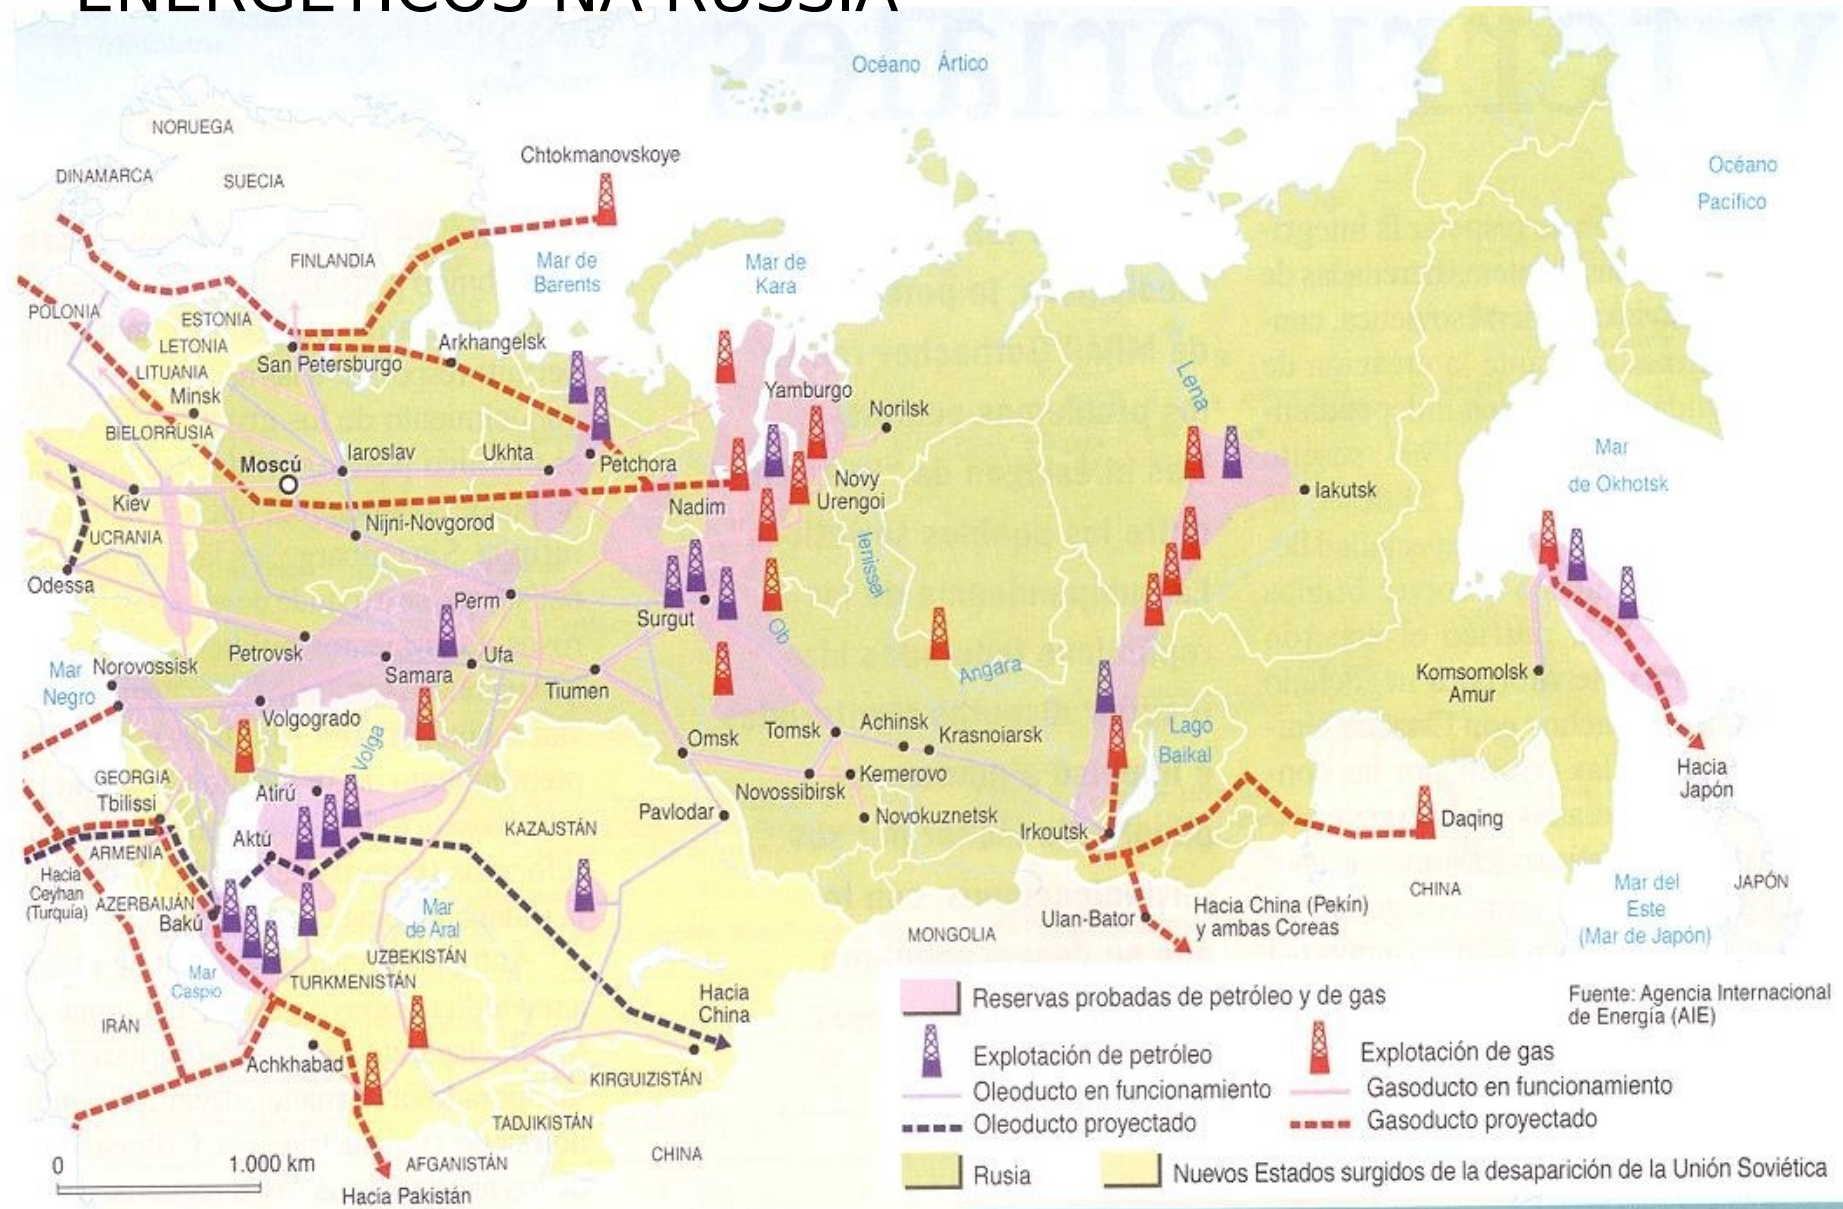 ENERGÉTICOS NA RÚSSIA
Océano Ártico
NORUEGA
Chtokmanovskoye
DINAMARCA
SUECIA
Océano
Pacífico
FINLANDIA
Mar de
Barents
Mar de
Kara
POLONIA
ESTONIA
LETONIA
San Petersburgo
Arkhangelsk
LITUANIA
Minsk
Lena
Yamburgo
Norilsk
BIELORRUSIA
Moscú
Iaroslav
Ukhta
Petchora
Mar
de Okhotsk
Kiev
Nadim
Novy
Urengoi
Iakutsk
UCRANIA
Nijni-Novgorod
Ienissei
Odessa
Perm
Surgut
Ob
Petrovsk
Samara
Ufa
Tiumen
Angara
Mar
Negro
Norovossisk
Komsomolsk
Amur
Volgogrado
Volga
Omsk
Tomsk
Achinsk
Krasnoiarsk
Lago
Baikal
GEORGIA
Tbilissi
Atirú
Kemerovo
Novossibirsk
Hacia
Japón
Pavlodar
Novokuznetsk
Aktú
KAZAJSTÁN
Irkoutsk
Daqing
ARMENIA
Hacia
Ceyhan
(Turquía)
AZERBAIJÁN
Bakú
Mar
de Aral
UZBEKISTÁN
MONGOLIA
Ulan-Bator
Hacia China (Pekín)
y ambas Coreas
CHINA
Mar del
Este
(Mar de Japón)
JAPÓN
Mar
Caspio
TURKMENISTÁN
Hacia
China
IRÁN
Achkhabad
KIRGUIZISTÁN
TADJIKISTÁN
AFGANISTÁN
CHINA
Hacia Pakistán
0 1.000 km
Reservas probadas de petróleo y de gas
Fuente: Agencia Internacional
de Energía (AIE)
Explotación de petróleo
Explotación de gas
Oleoducto en funcionamiento
Gasoducto en funcionamiento
Oleoducto proyectado
Gasoducto proyectado
Rusia
Nuevos Estados surgidos de la desaparición de la Unión Soviética